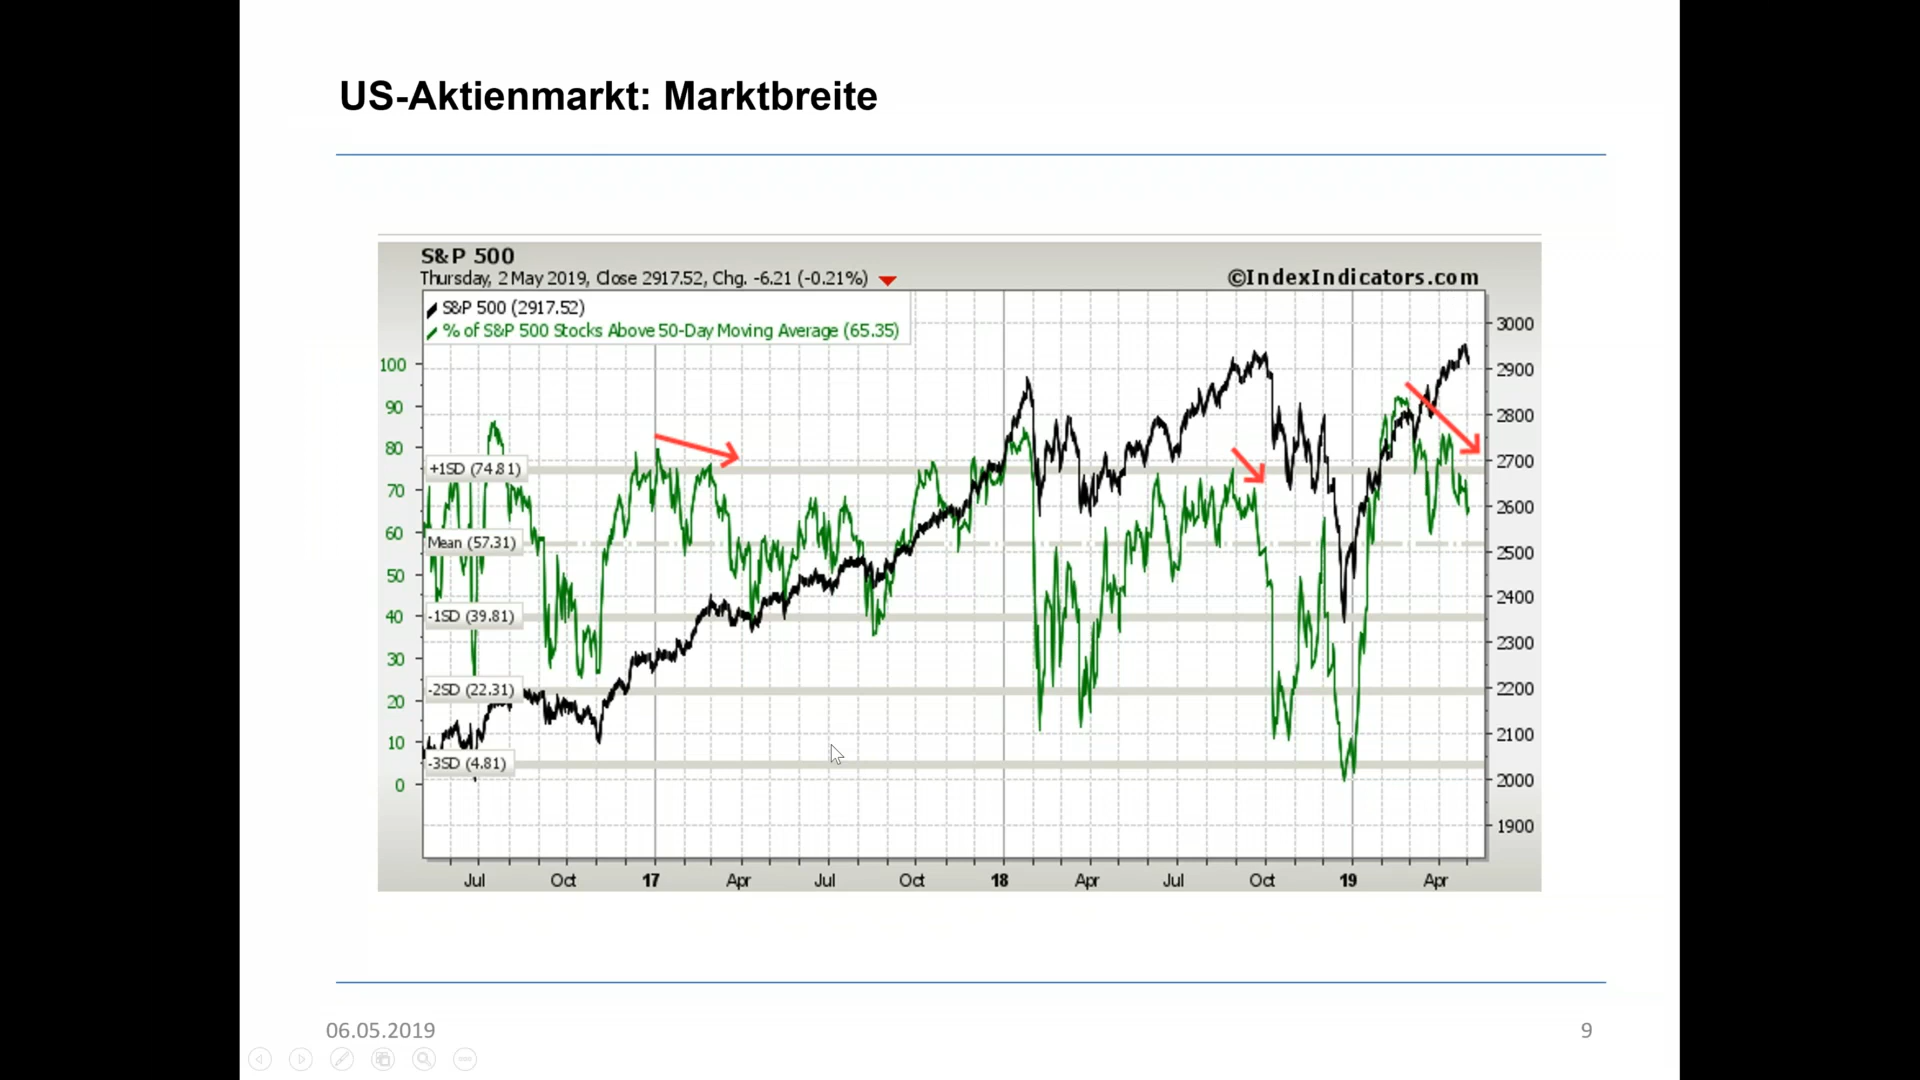 US-Aktienmarkt: Marktbreite
S&P 500
Thursday, 2 May 2019, Close 2917.52, Chg. -6.21 (-0.21%)
©IndexIndicators.com
S&P 500 (2917.52)
% of S&P 500 Stocks Above 50-Day Moving Average (65.35)
100
90
80
70
60
50
40
30
20
10
0
+1SD (74.81)
Mean (57.31)
-1SD (39.81)
-2SD (22.31)
-3SD (4.81)
3000
2900
2800
2700
2600
2500
2400
2300
2200
2100
2000
1900
Jul Oct 17 Apr Jul Oct 18 Apr Jul Oct 19 Apr
06.05.2019
9